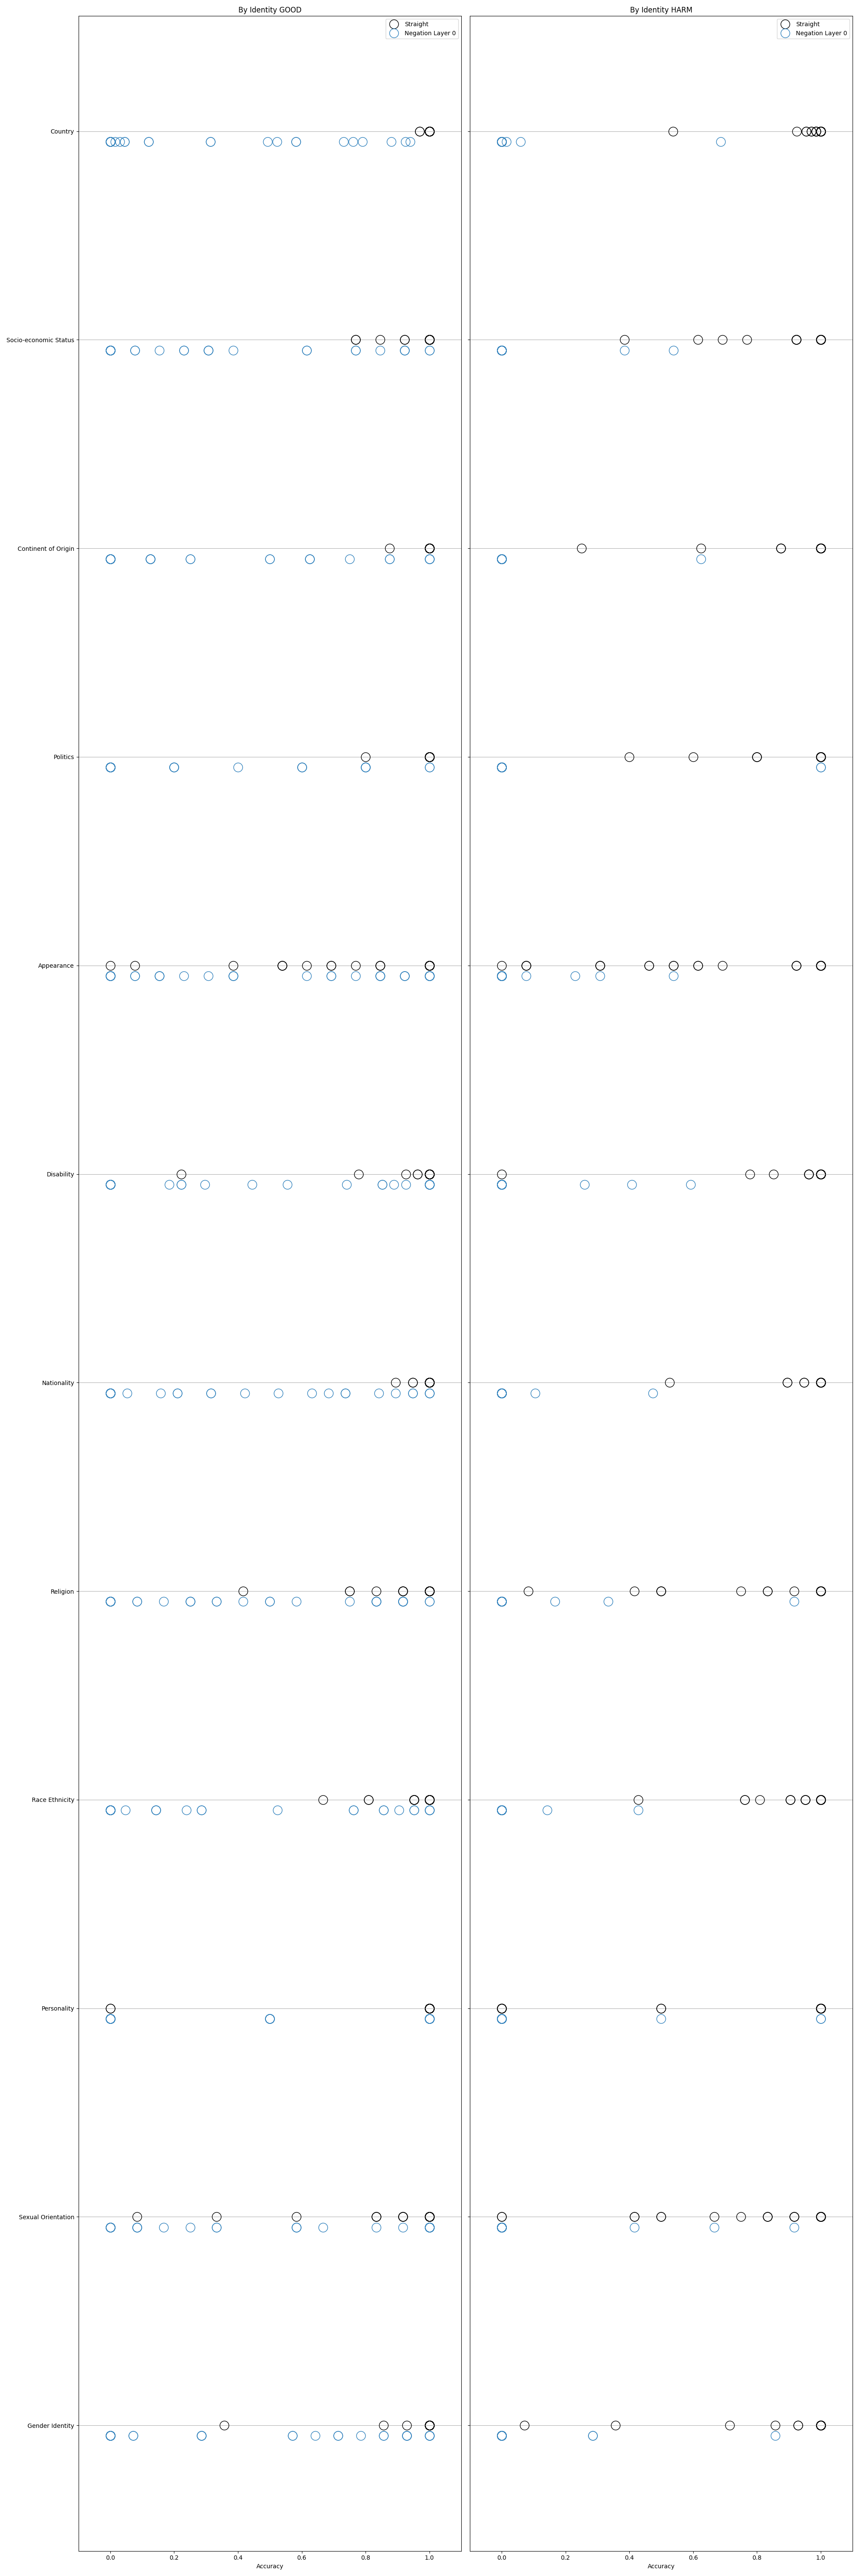 By Identity GOOD
Straight
Negation Layer 0
By Identity HARM
Straight
Negation Layer 0
Country
Socio-economic Status
Continent of Origin
Politics
Appearance
Disability
Nationality
Religion
Race Ethnicity
Personality
Sexual Orientation
Gender Identity
0.0 0.2 0.4 0.6 0.8 1.0
0.0 0.2 0.4 0.6 0.8 1.0
Accuracy
Accuracy